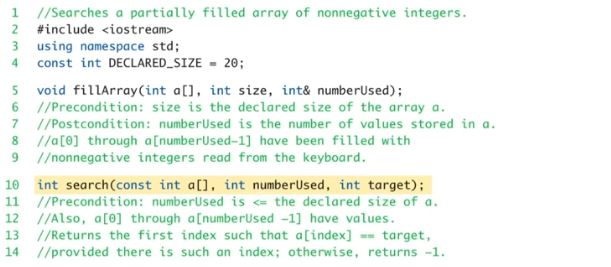 1 //Searches a partially filled array of nonnegative integers.
2 #include <iostream>
3 using namespace std;
4 const int DECLARED_SIZE = 20;
5 void fillArray(int a[], int size, int& numberUsed);
6 //Precondition: size is the declared size of the array a.
7 //Postcondition: numberUsed is the number of values stored in a.
8 //a[0] through a[numberUsed-1] have been filled with
9 //nonnegative integers read from the keyboard.
10 int search(const int a[], int numberUsed, int target);
11 //Precondition: numberUsed is <= the declared size of a.
12 //Also, a[0] through a[numberUsed -1] have values.
13 //Returns the first index such that a[index] == target,
14 //provided there is such an index; otherwise, returns -1.